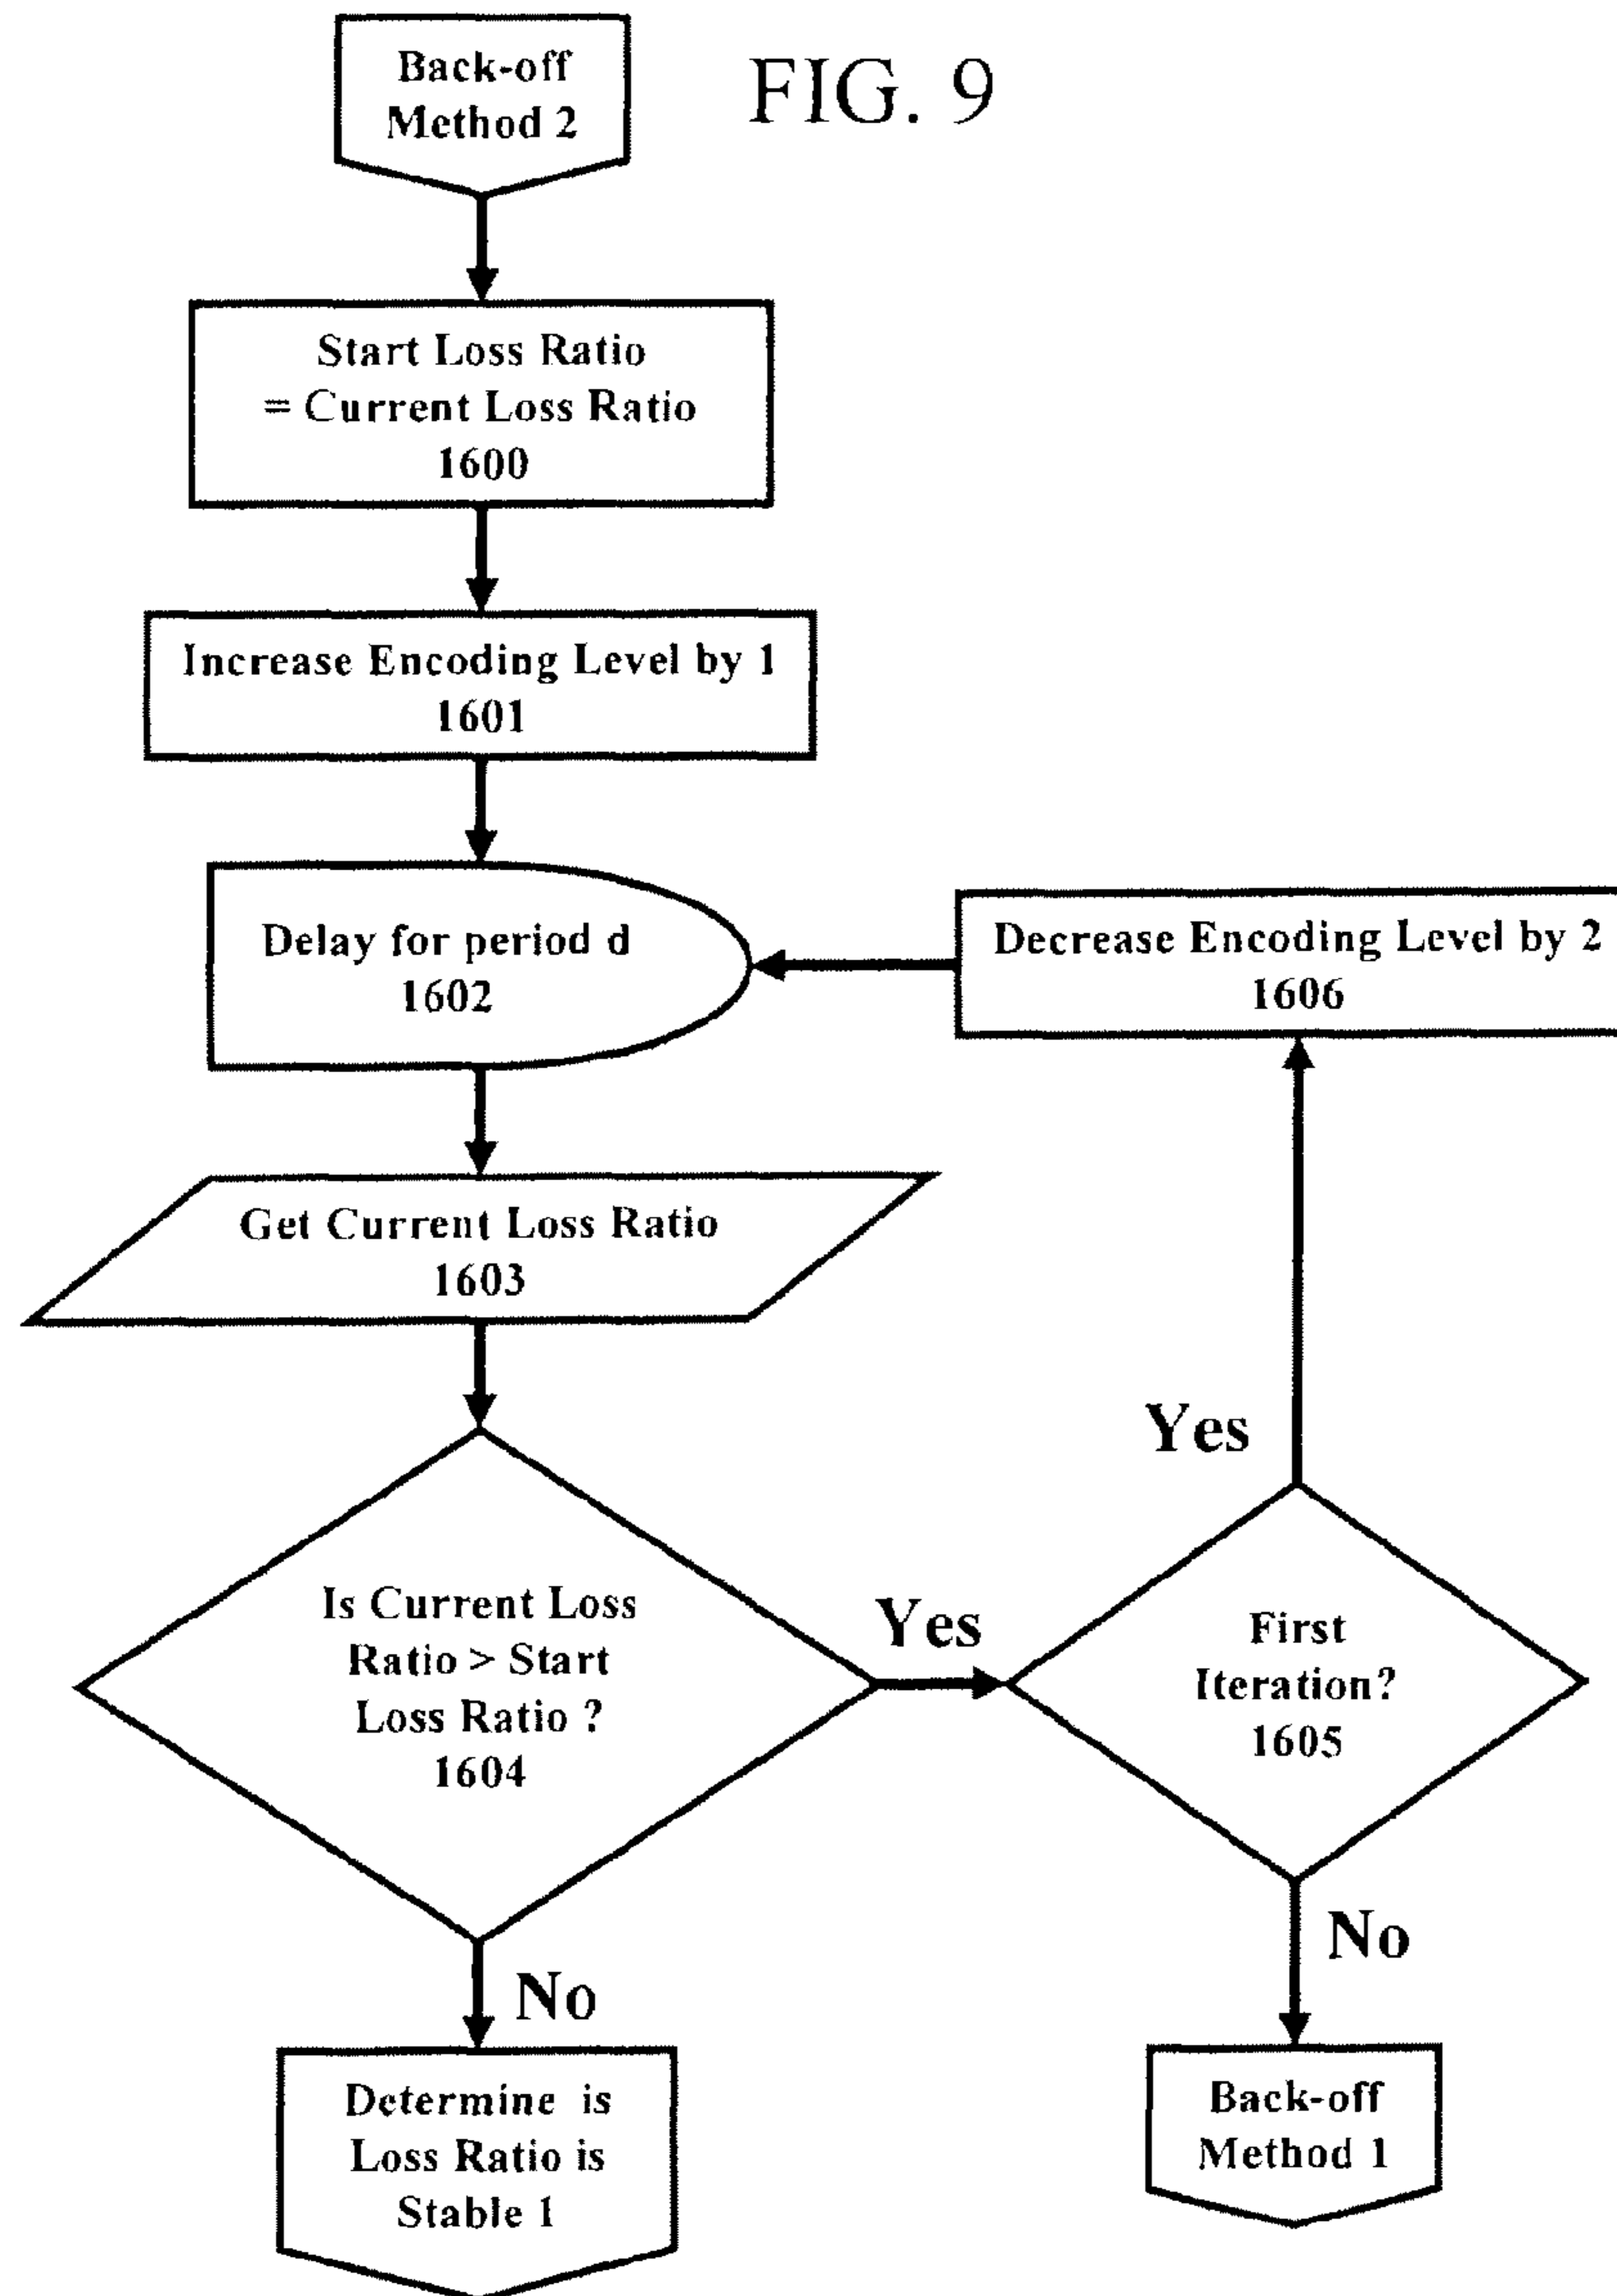 Back-off
Method 2
FIG. 9
Start Loss Ratio
= Current Loss Ratio
1600
Increase Encoding Level by 1
1601
Delay for period d
1602
Decrease Encoding Level by 2
1606
Get Current Loss Ratio
1603
Yes
Is Current Loss
Ratio > Start
Loss Ratio ?
1604
Yes
First
Iteration?
1605
No
No
Determine is
Loss Ratio is
Stable 1
Back-off
Method 1